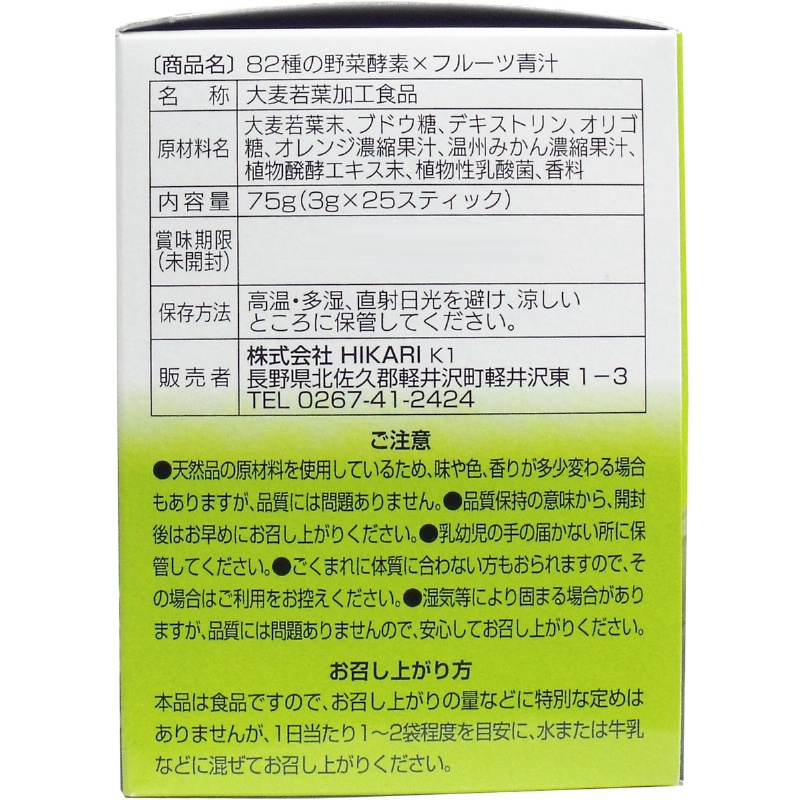 〔商品名〕82種の野菜酵素×フルーツ青汁
名 称 大麦若葉加工食品
原材料名 大麦若葉末、ブドウ糖、デキストリン、オリゴ
糖、オレンジ濃縮果汁、温州みかん濃縮果汁、
植物醗酵エキス末、植物性乳酸菌、香料
内容量 75g(3g×25スティック)
賞味期限
(未開封)
保存方法 高温・多湿、直射日光を避け、涼しい
ところに保管してください。
販売者 株式会社 HIKARI K1
長野県北佐久郡軽井沢町軽井沢東1-3
TEL 0267-41-2424
ご注意
●天然品の原材料を使用しているため、味や色、香りが多少変わる場合
もありますが、品質には問題ありません。●品質保持の意味から、開封
後はお早めにお召し上がりください。●乳幼児の手の届かない所に保
管してください。●ごくまれに体質に合わない方もおられますので、そ
の場合はご利用をお控えください。●湿気等により固まる場合があり
ますが、品質には問題ありませんので、安心してお召し上がりください。
お召し上がり方
本品は食品ですので、お召し上がりの量などに特別な定めは
ありませんが、1日当たり1〜2袋程度を目安に、水または牛乳
などに混ぜてお召し上がりください。